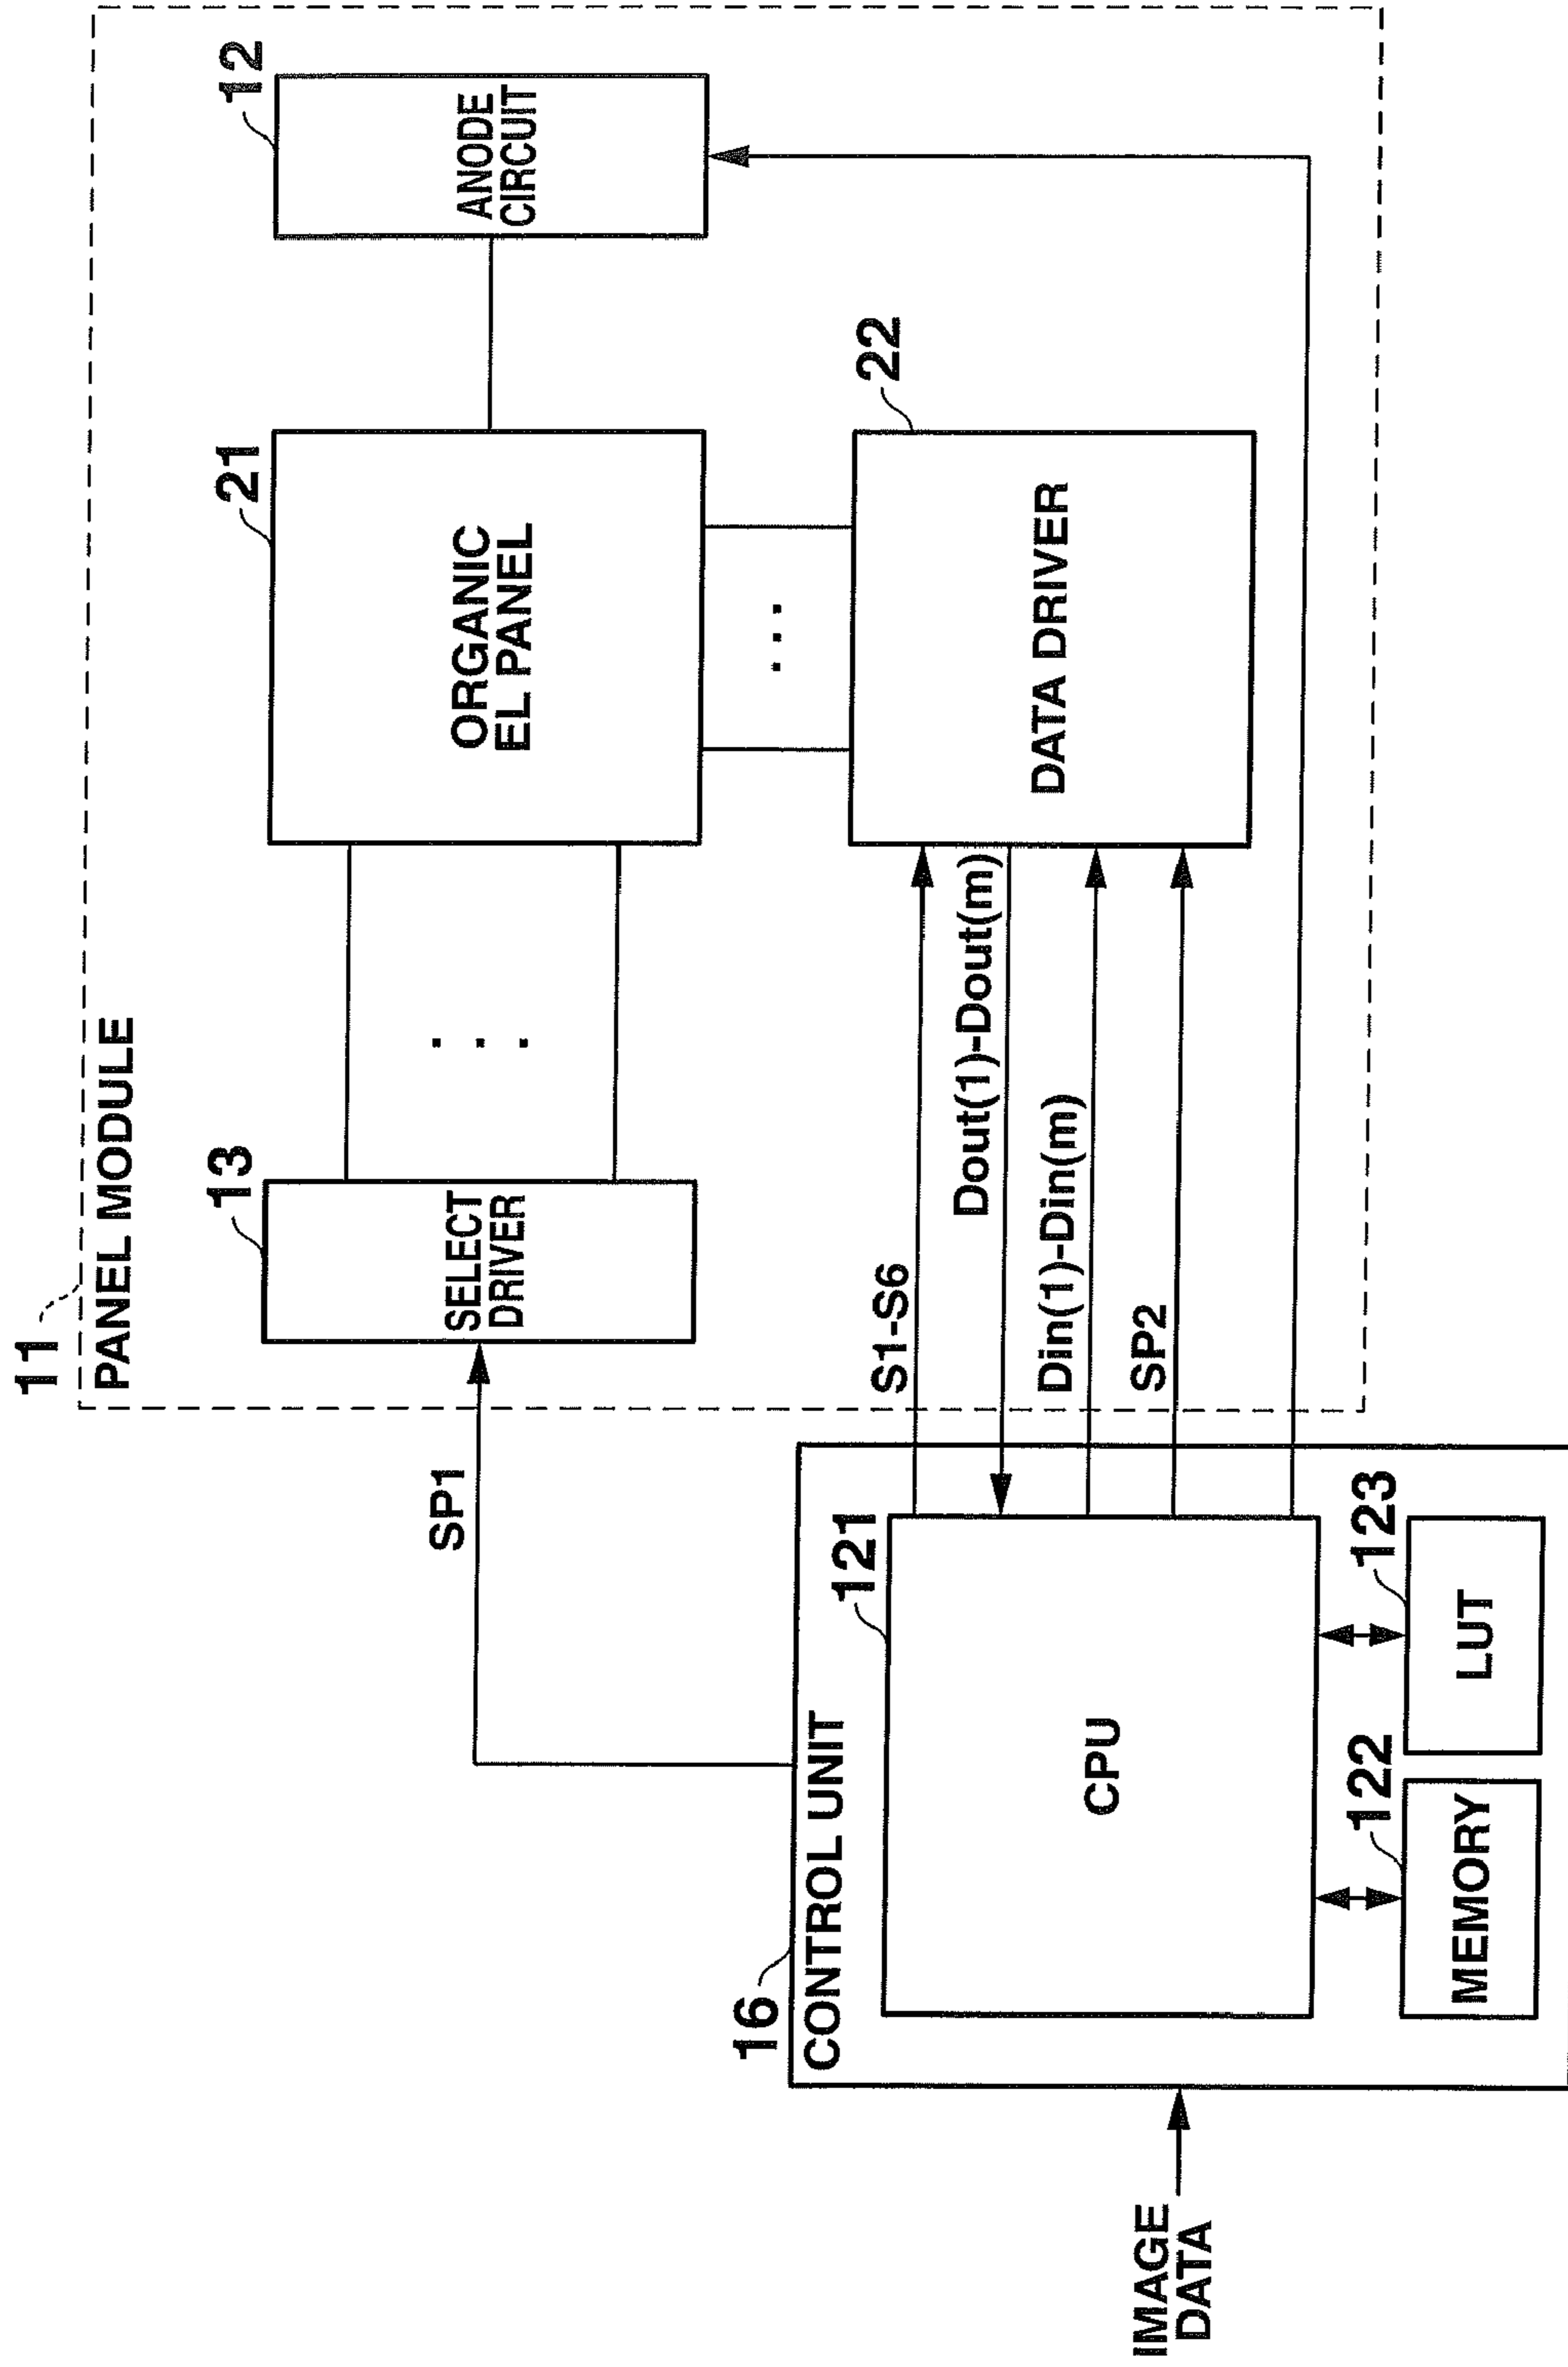 11
PANEL MODULE
13
SELECT
DRIVER
21
ORGANIC
EL PANEL
12
ANODE
CIRCUIT
SP1
22
DATA DRIVER
S1-S6
Dout(1)-Dout(m)
Din(1)-Din(m)
SP2
16
CONTROL UNIT
121
CPU
122
MEMORY
123
LUT
IMAGE
DATA